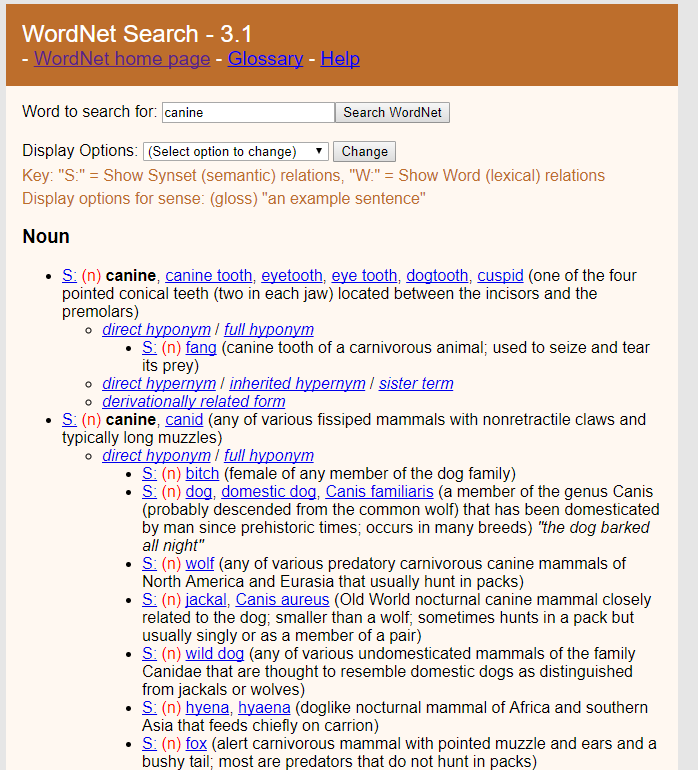 WordNet Search - 3.1
- WordNet home page - Glossary - Help
Word to search for: canine Search WordNet
Display Options: (Select option to change) Change
Key: "S:" = Show Synset (semantic) relations, "W:" = Show Word (lexical) relations
Display options for sense: (gloss) "an example sentence"
Noun
• S: (n) canine, canine tooth, eyetooth, eye tooth, dogtooth, cuspid (one of the four
pointed conical teeth (two in each jaw) located between the incisors and the
premolars)
○ direct hyponym / full hyponym
• S: (n) fang (canine tooth of a carnivorous animal; used to seize and tear
its prey)
○ direct hypernym / inherited hypernym / sister term
○ derivationally related form
• S: (n) canine, canid (any of various fissiped mammals with nonretractile claws and
typically long muzzles)
○ direct hyponym / full hyponym
• S: (n) bitch (female of any member of the dog family)
• S: (n) dog, domestic dog, Canis familiaris (a member of the genus Canis
(probably descended from the common wolf) that has been domesticated
by man since prehistoric times; occurs in many breeds) "the dog barked
all night"
• S: (n) wolf (any of various predatory carnivorous canine mammals of
North America and Eurasia that usually hunt in packs)
• S: (n) jackal, Canis aureus (Old World nocturnal canine mammal closely
related to the dog; smaller than a wolf; sometimes hunts in a pack but
usually singly or as a member of a pair)
• S: (n) wild dog (any of various undomesticated mammals of the family
Canidae that are thought to resemble domestic dogs as distinguished
from jackals or wolves)
• S: (n) hyena, hyaena (doglike nocturnal mammal of Africa and southern
Asia that feeds chiefly on carrion)
• S: (n) fox (alert carnivorous mammal with pointed muzzle and ears and a
bushy tail; most are predators that do not hunt in packs)